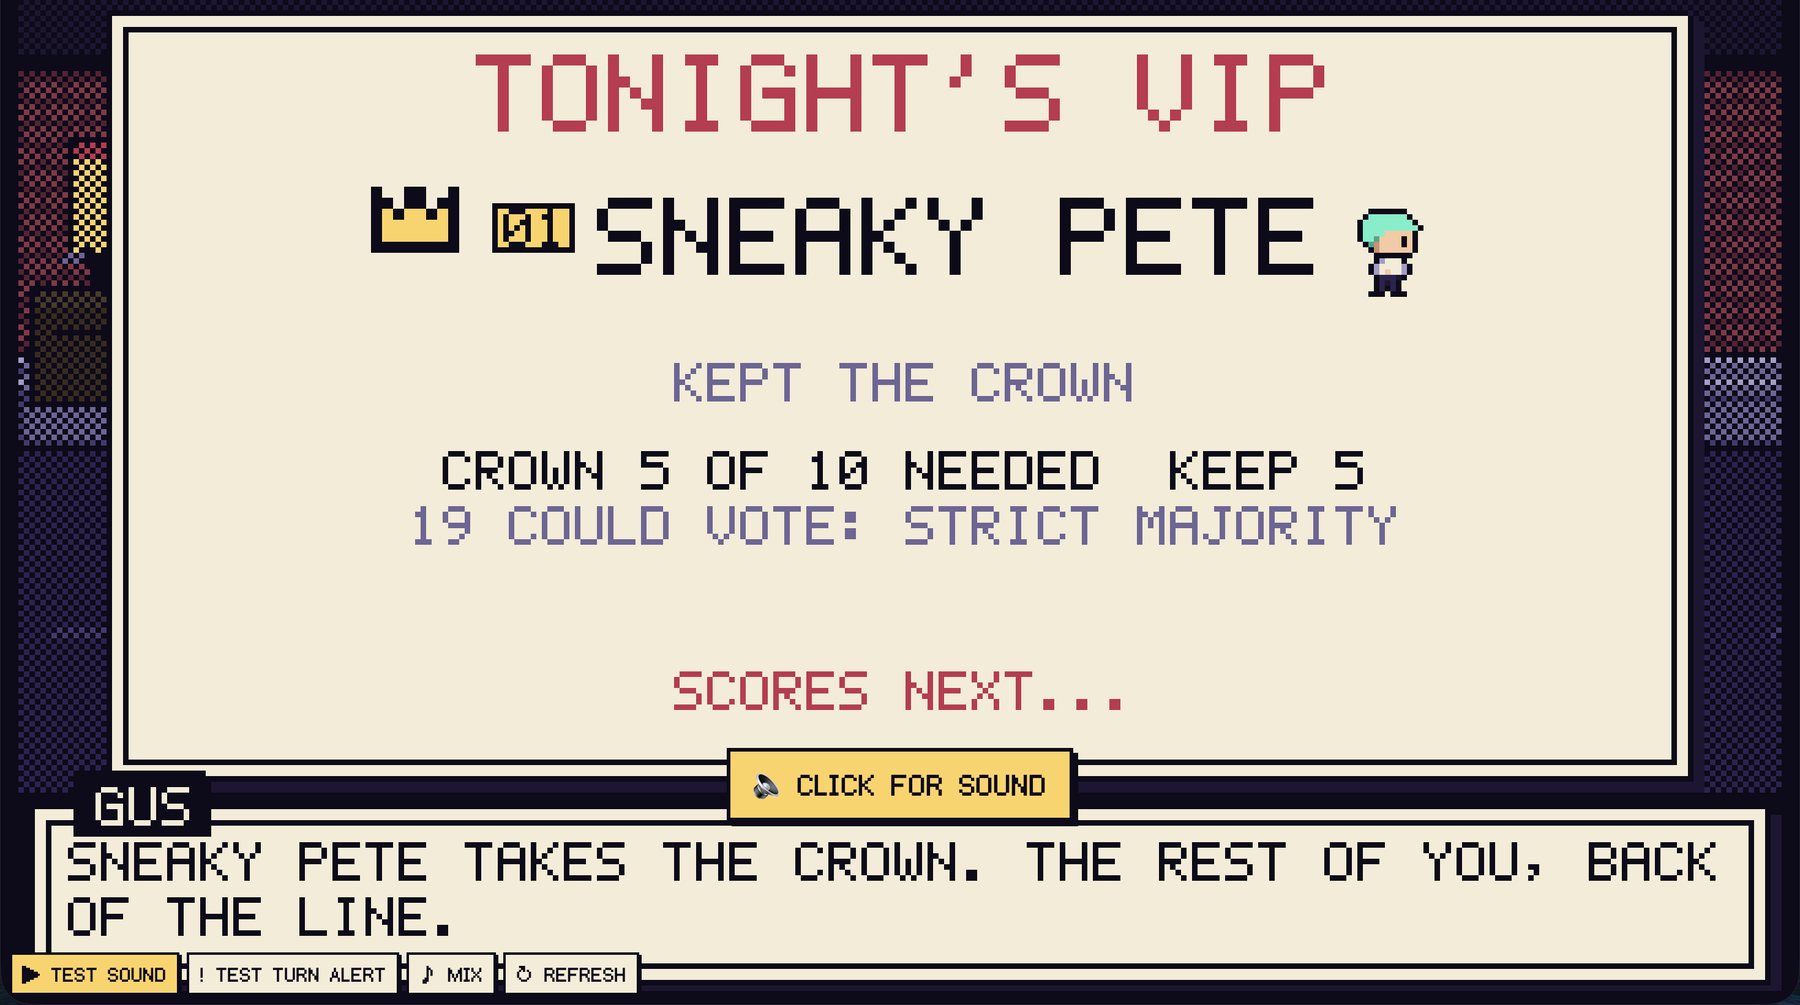 TONIGHT'S VIP
01 SNEAKY PETE
KEPT THE CROWN
CROWN 5 OF 10 NEEDED KEEP 5
19 COULD VOTE: STRICT MAJORITY
SCORES NEXT...
CLICK FOR SOUND
GUS
SNEAKY PETE TAKES THE CROWN. THE REST OF YOU, BACK
OF THE LINE.
TEST SOUND ! TEST TURN ALERT MIX REFRESH